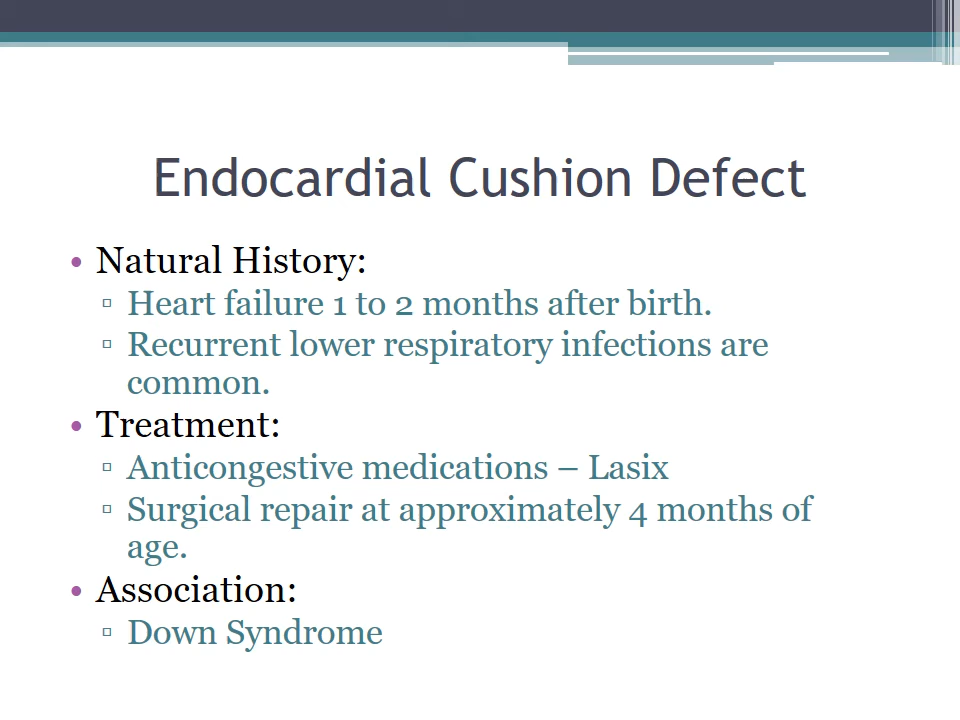 Endocardial Cushion Defect
• Natural History:
▫ Heart failure 1 to 2 months after birth.
▫ Recurrent lower respiratory infections are
common.
• Treatment:
▫ Anticongestive medications – Lasix
▫ Surgical repair at approximately 4 months of
age.
• Association:
▫ Down Syndrome